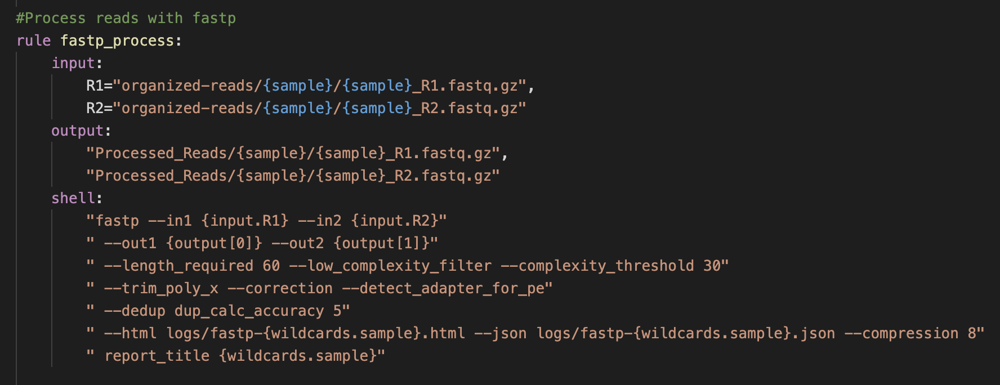 #Process reads with fastp
rule fastp_process:
    input:
        R1="organized-reads/{sample}/{sample}_R1.fastq.gz",
        R2="organized-reads/{sample}/{sample}_R2.fastq.gz"
    output:
        "Processed_Reads/{sample}/{sample}_R1.fastq.gz",
        "Processed_Reads/{sample}/{sample}_R2.fastq.gz"
    shell:
        "fastp --in1 {input.R1} --in2 {input.R2}"
        " --out1 {output[0]} --out2 {output[1]}"
        " --length_required 60 --low_complexity_filter --complexity_threshold 30"
        " --trim_poly_x --correction --detect_adapter_for_pe"
        " --dedup dup_calc_accuracy 5"
        " --html logs/fastp-{wildcards.sample}.html --json logs/fastp-{wildcards.sample}.json --compression 8"
        " report_title {wildcards.sample}"